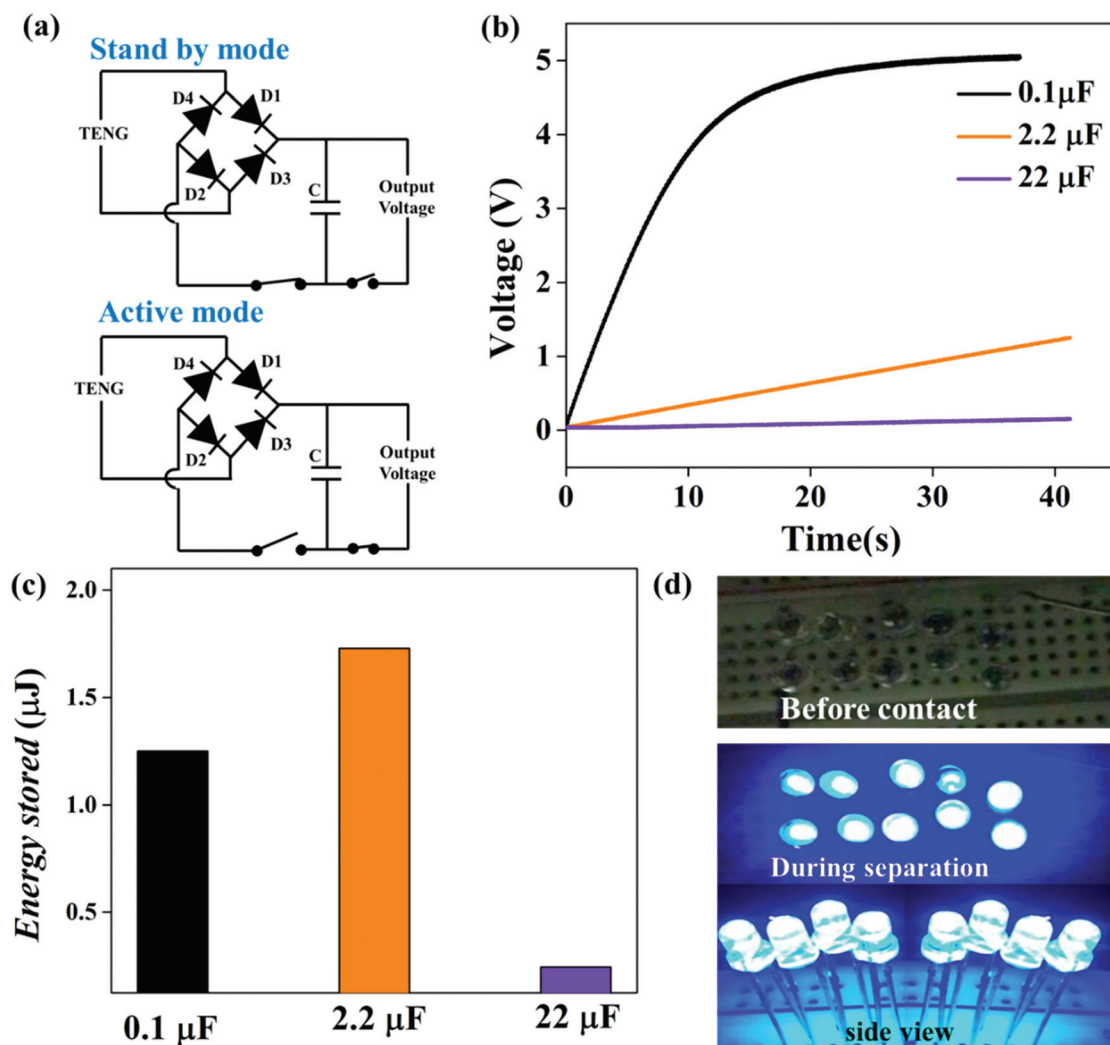 (a)
Stand by mode
D4
D1
TENG
D2
D3
C
Output
Voltage
Active mode
D4
D1
TENG
D2
D3
C
Output
Voltage
(b)
5
4
3
2
1
0
Voltage (V)
0.1μF
2.2 μF
22 μF
0 10 20 30 40
Time(s)
(c)
2.0
1.5
1.0
0.5
Energy stored (μJ)
0.1 μF 2.2 μF 22 μF
(d)
Before contact
During separation
side view